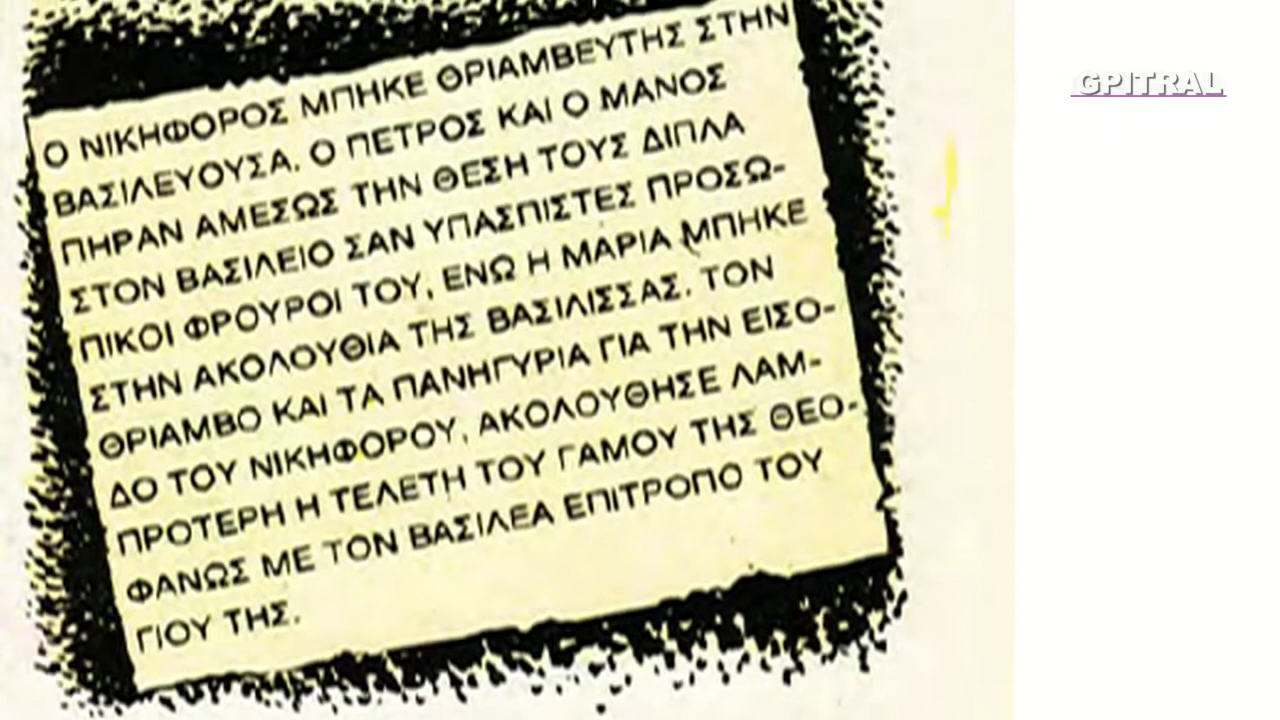 Ο ΝΙΚΗΦΟΡΟΣ ΜΠΗΚΕ ΘΡΙΑΜΒΕΥΤΗΣ ΣΤΗΝ
ΒΑΣΙΛΕΥΟΥΣΑ. Ο ΠΕΤΡΟΣ ΚΑΙ Ο ΜΑΝΟΣ
ΠΗΡΑΝ ΑΜΕΣΩΣ ΤΗΝ ΘΕΣΗ ΤΟΥΣ ΔΙΠΛΑ
ΣΤΟΝ ΒΑΣΙΛΕΙΟ ΣΑΝ ΥΠΑΣΠΙΣΤΕΣ ΠΡΟΣΩ-
ΠΙΚΟΙ ΦΡΟΥΡΟΙ ΤΟΥ, ΕΝΩ Η ΜΑΡΙΑ ΜΠΗΚΕ
ΣΤΗΝ ΑΚΟΛΟΥΘΙΑ ΤΗΣ ΒΑΣΙΛΙΣΣΑΣ. ΤΟΝ
ΘΡΙΑΜΒΟ ΚΑΙ ΤΑ ΠΑΝΗΓΥΡΙΑ ΓΙΑ ΤΗΝ ΕΙΣΟ-
ΔΟ ΤΟΥ ΝΙΚΗΦΟΡΟΥ, ΑΚΟΛΟΥΘΗΣΕ ΛΑΜ-
ΠΡΟΤΕΡΗ Η ΤΕΛΕΤΗ ΤΟΥ ΓΑΜΟΥ ΤΗΣ ΘΕΟ-
ΦΑΝΩΣ ΜΕ ΤΟΝ ΒΑΣΙΛΕΑ ΕΠΙΤΡΟΠΟ ΤΟΥ
ΓΙΟΥ ΤΗΣ.
GPITRAL